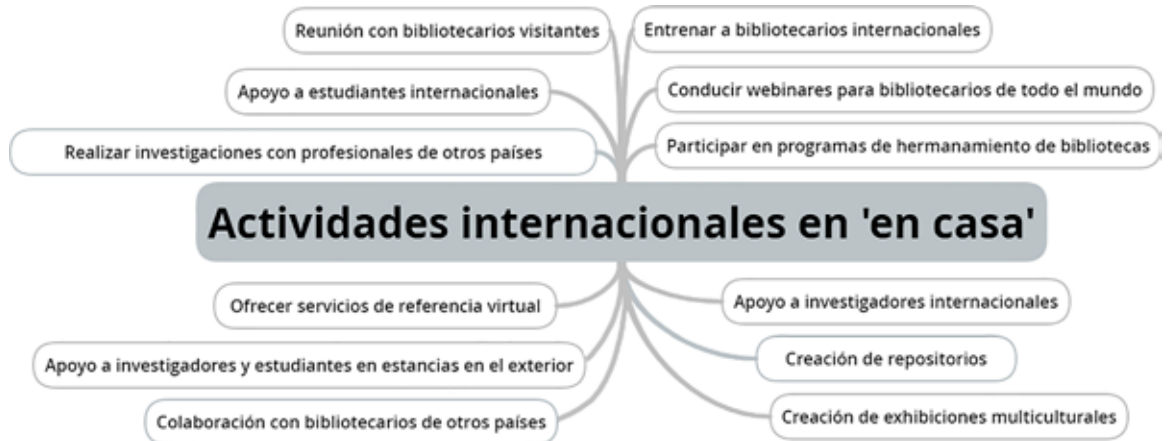 Reunión con bibliotecarios visitantes
Entrenar a bibliotecarios internacionales
Apoyo a estudiantes internacionales
Conducir webinares para bibliotecarios de todo el mundo
Realizar investigaciones con profesionales de otros países
Participar en programas de hermanamiento de bibliotecas
Actividades internacionales en 'en casa'
Ofrecer servicios de referencia virtual
Apoyo a investigadores internacionales
Apoyo a investigadores y estudiantes en estancias en el exterior
Creación de repositorios
Colaboración con bibliotecarios de otros países
Creación de exhibiciones multiculturales